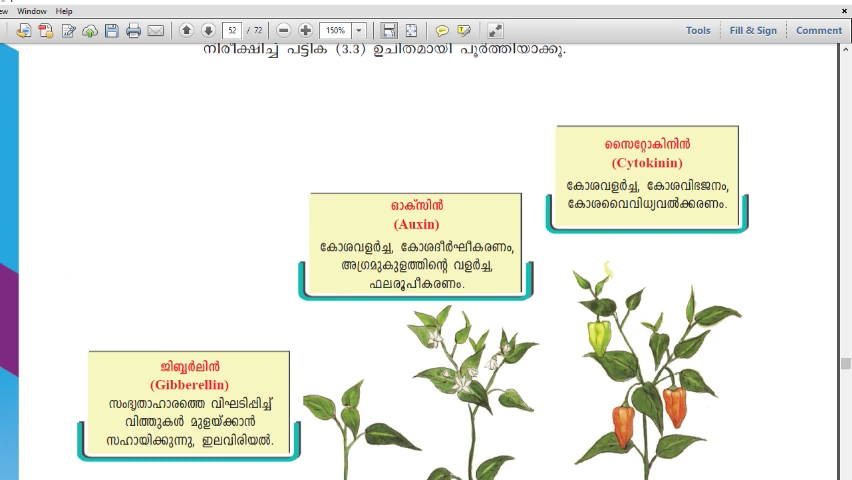 Window Help
52 / 72
150%
Tools Fill & Sign Comment
നിരീക്ഷിച്ച് പട്ടിക (3.3) ഉചിതമായി പൂർത്തിയാക്കൂ.
സൈറ്റോകിനിൻ
(Cytokinin)
കോശവളർച്ച, കോശവിഭജനം,
കോശവൈവിധ്യവൽക്കരണം.
ഓക്സിൻ
(Auxin)
കോശവളർച്ച, കോശദീർഘീകരണം,
അഗ്രമുകുളത്തിന്റെ വളർച്ച,
ഫലരൂപീകരണം.
ജിബ്ബർലിൻ
(Gibberellin)
സംഭൃതാഹാരത്തെ വിഘടിപ്പിച്ച്
വിത്തുകൾ മുളയ്ക്കാൻ
സഹായിക്കുന്നു, ഇലവിരിയൽ.